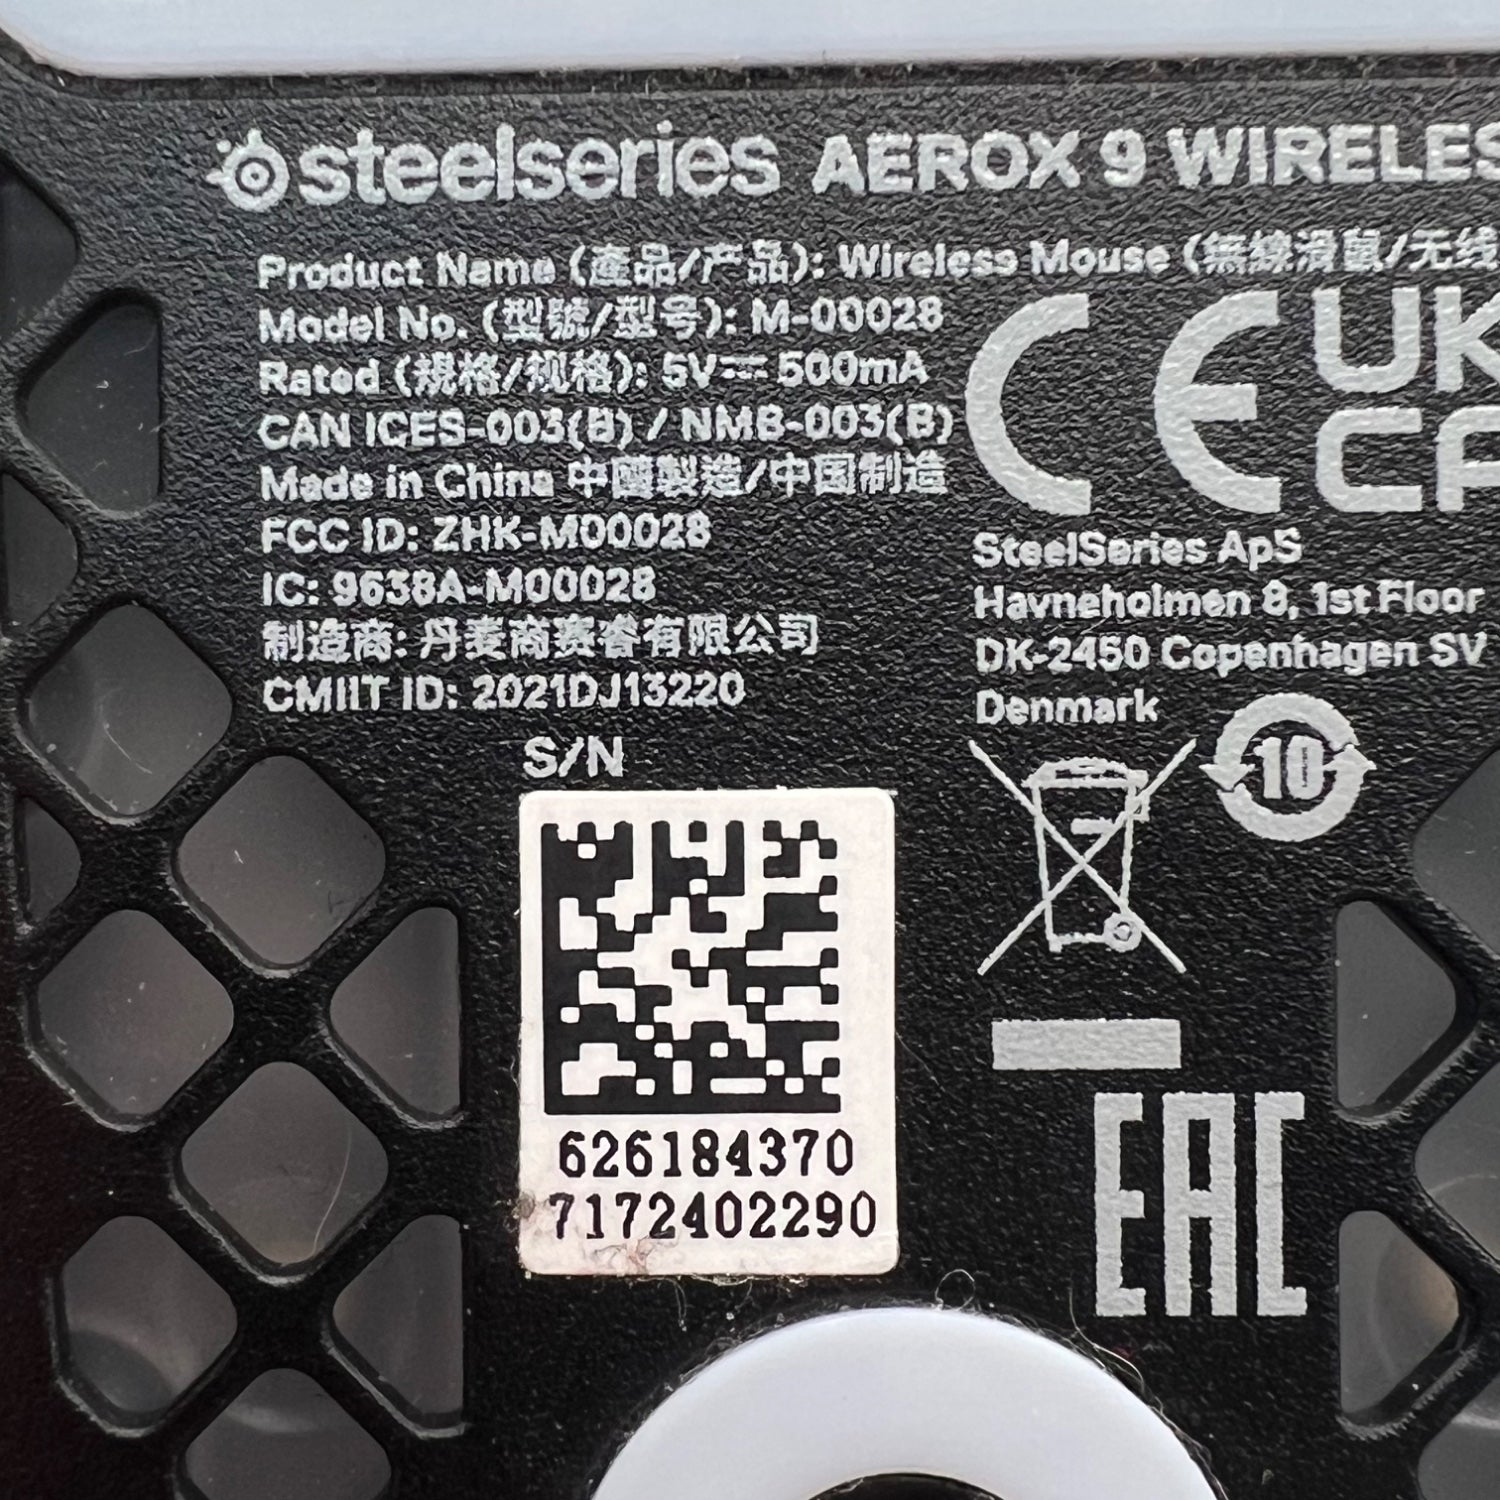 steelseries AEROX 9 WIRELES
Product Name (產品/产品): Wireless Mouse (無線滑鼠/无线
Model No. (型號/型号): M-00028
Rated (規格/规格): 5V⎓500mA
CAN ICES-003(B) / NMB-003(B)
Made in China 中國製造/中国制造
FCC ID: ZHK-M00028
IC: 9638A-M00028
制造商: 丹麦商赛睿有限公司
CMIIT ID: 2021DJ13220
CE
UK
CA
SteelSeries ApS
Havneholmen 8, 1st Floor
DK-2450 Copenhagen SV
Denmark
10
S/N
626184370
7172402290
EAC